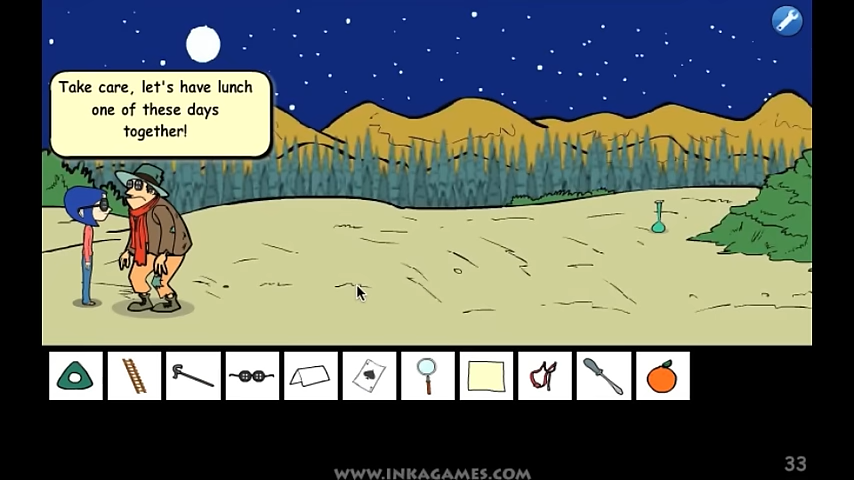 Take care, let's have lunch
one of these days
together!
33
WWW.INKAGAMES.COM